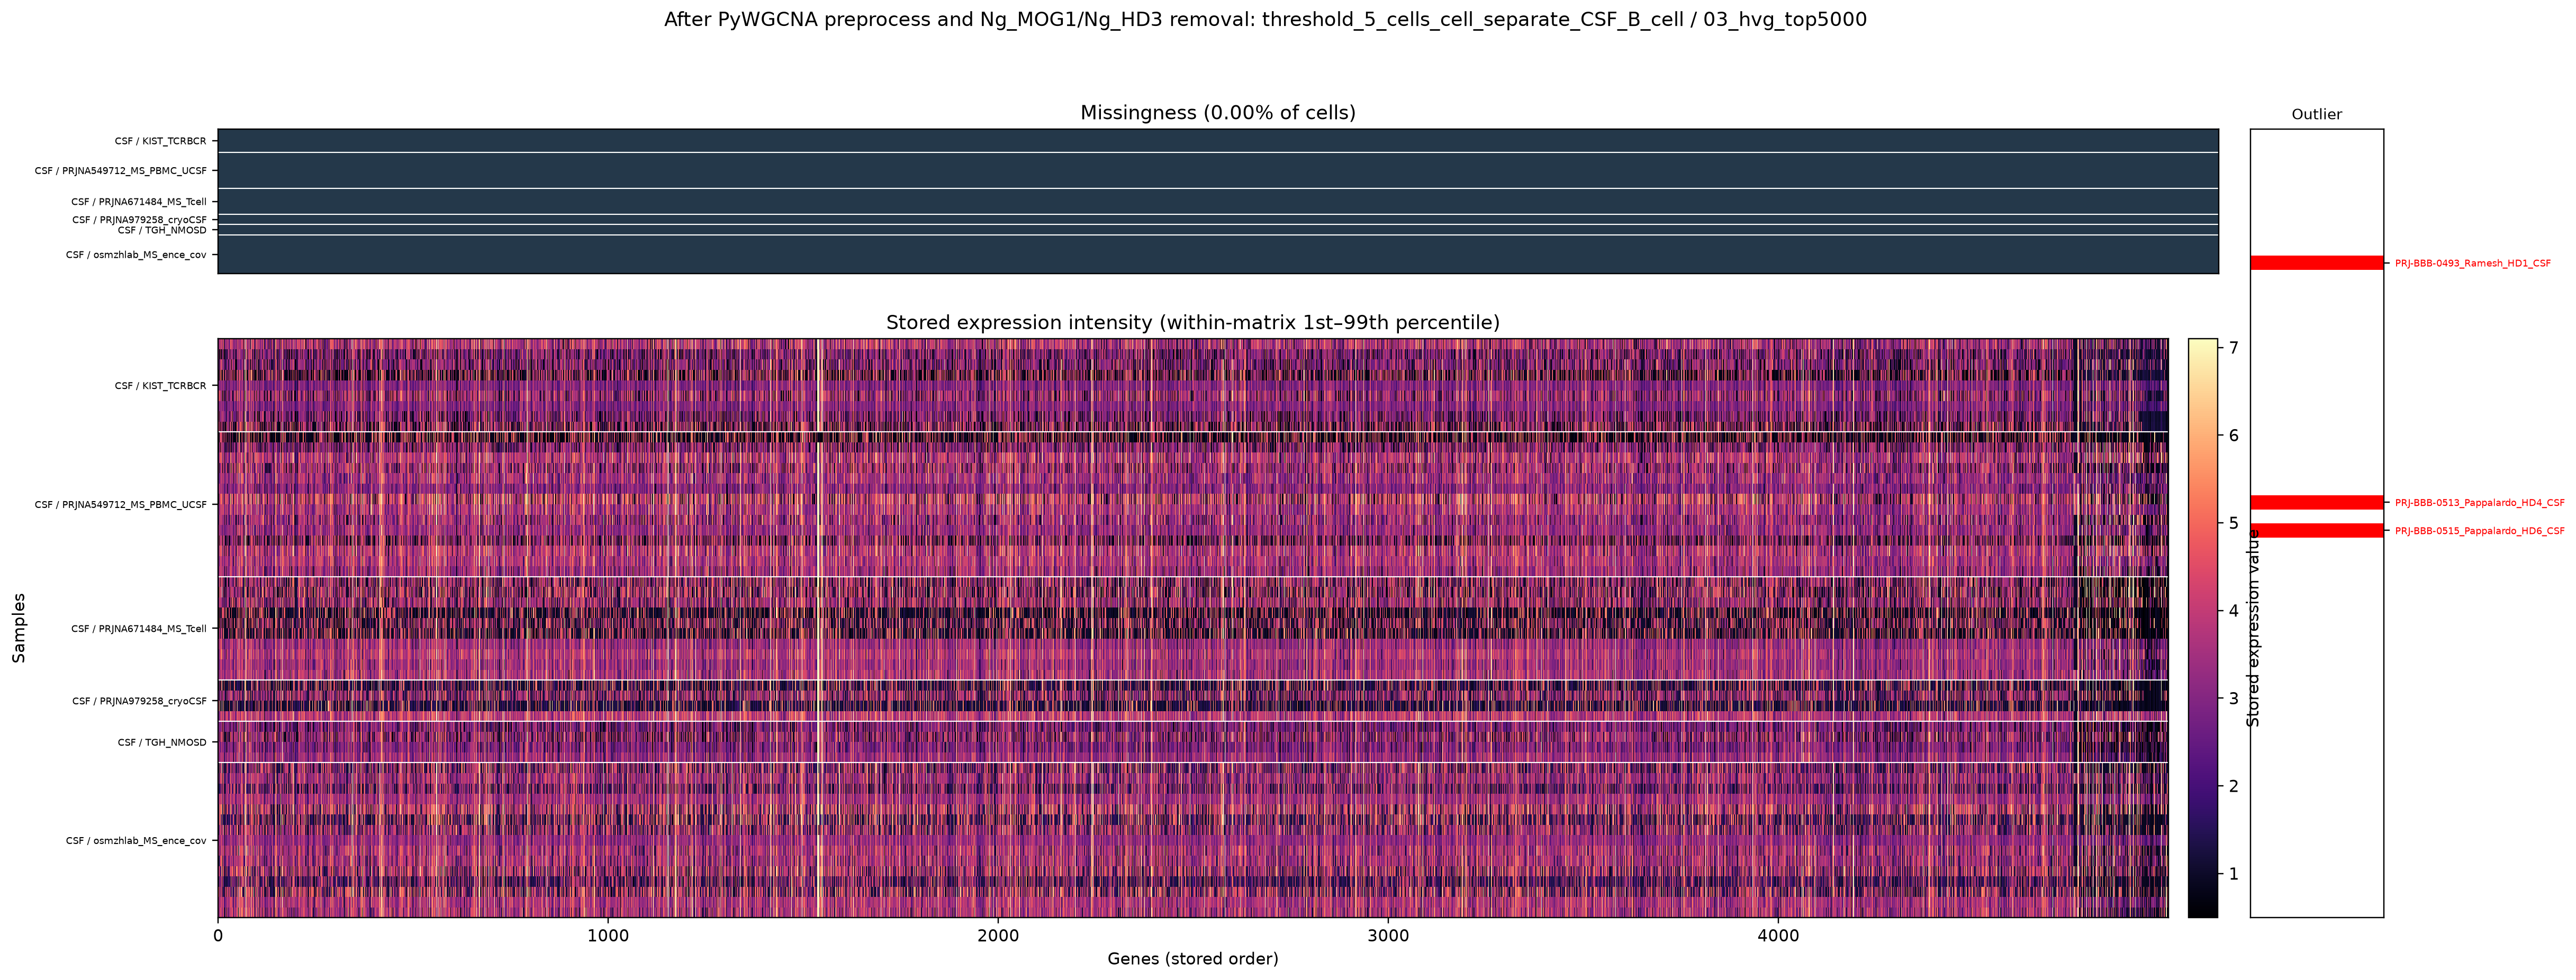 After PyWGCNA preprocess and Ng_MOG1/Ng_HD3 removal: threshold_5_cells_cell_separate_CSF_B_cell / 03_hvg_top5000
Missingness (0.00% of cells)
Outlier
CSF / KIST_TCRBCR
CSF / PRJNA549712_MS_PBMC_UCSF
CSF / PRJNA671484_MS_Tcell
CSF / PRJNA979258_cryoCSF
CSF / TGH_NMOSD
CSF / osmzhlab_MS_ence_cov
PRJ-BBB-0493_Ramesh_HD1_CSF
PRJ-BBB-0513_Pappalardo_HD4_CSF
PRJ-BBB-0515_Pappalardo_HD6_CSF
Stored expression intensity (within-matrix 1st–99th percentile)
Samples
CSF / KIST_TCRBCR
CSF / PRJNA549712_MS_PBMC_UCSF
CSF / PRJNA671484_MS_Tcell
CSF / PRJNA979258_cryoCSF
CSF / TGH_NMOSD
CSF / osmzhlab_MS_ence_cov
7
6
5
4
3
2
1
Stored expression value
0 1000 2000 3000 4000
Genes (stored order)